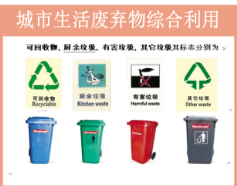 城市生活废弃物综合利用
可回收物、厨余垃圾、有害垃圾、其它垃圾其标志分别为
可回收物 厨余垃圾 有害垃圾 其它垃圾
Recyclable Kitchen waste Harmful waste Other waste